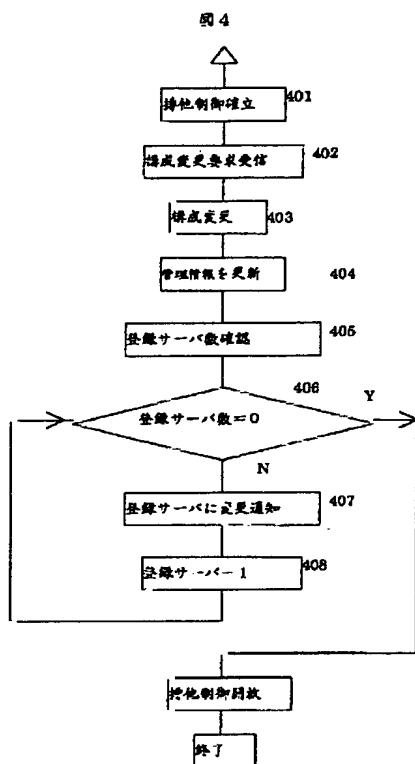 図4
排他制御確立
401
構成変更要求受信
402
構成変更
403
管理情報を更新
404
登録サーバ数確認
405
406
登録サーバ数=0
Y
N
登録サーバに変更通知
407
登録サーバ-1
408
排他制御開放
終了